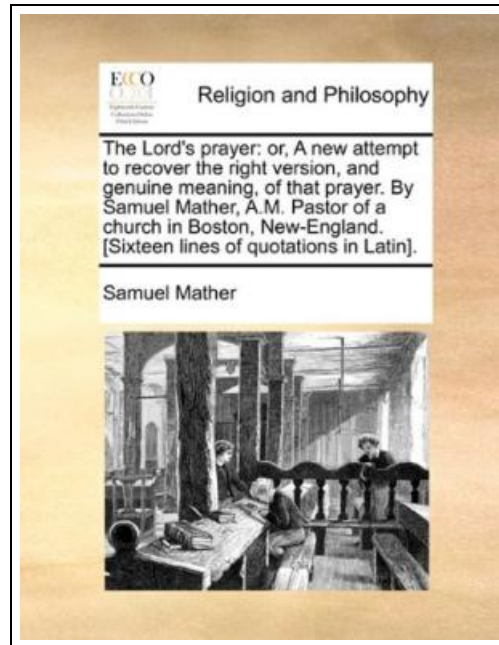 ECCO
Religion and Philosophy
The Lord's prayer: or, A new attempt
to recover the right version, and
genuine meaning, of that prayer. By
Samuel Mather, A.M. Pastor of a
church in Boston, New-England.
[Sixteen lines of quotations in Latin].
Samuel Mather